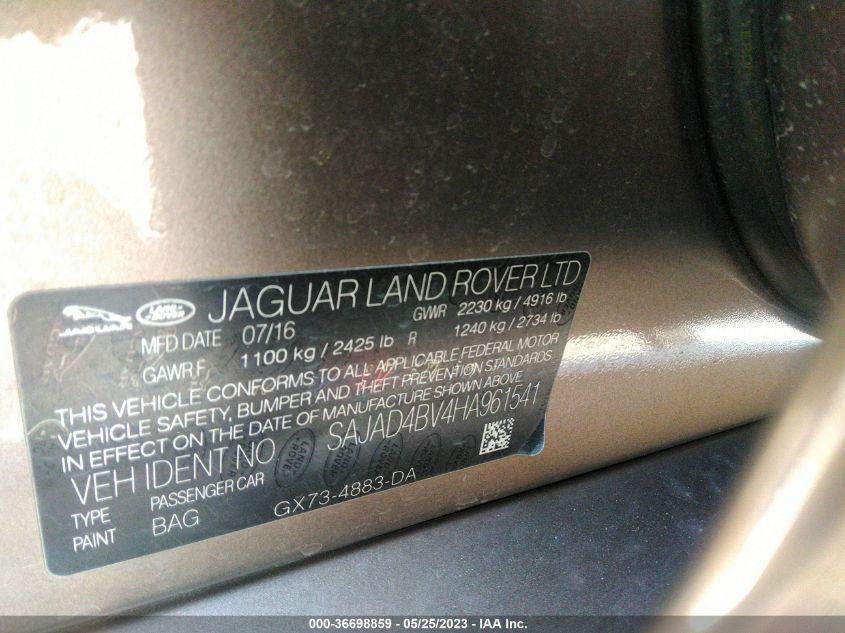 JAGUAR LAND ROVER JAGUAR LAND ROVER LTD
MFD DATE 07/16 GVWR 2230 kg / 4916 lb
GAWR F 1100 kg / 2425 lb R 1240 kg / 2734 lb
THIS VEHICLE CONFORMS TO ALL APPLICABLE FEDERAL MOTOR
VEHICLE SAFETY, BUMPER AND THEFT PREVENTION STANDARDS
IN EFFECT ON THE DATE OF MANUFACTURE SHOWN ABOVE
VEH IDENT NO SAJAD4BV4HA961541
TYPE PASSENGER CAR
PAINT BAG GX73-4883-DA
000-36698859 - 05/25/2023 - IAA Inc.